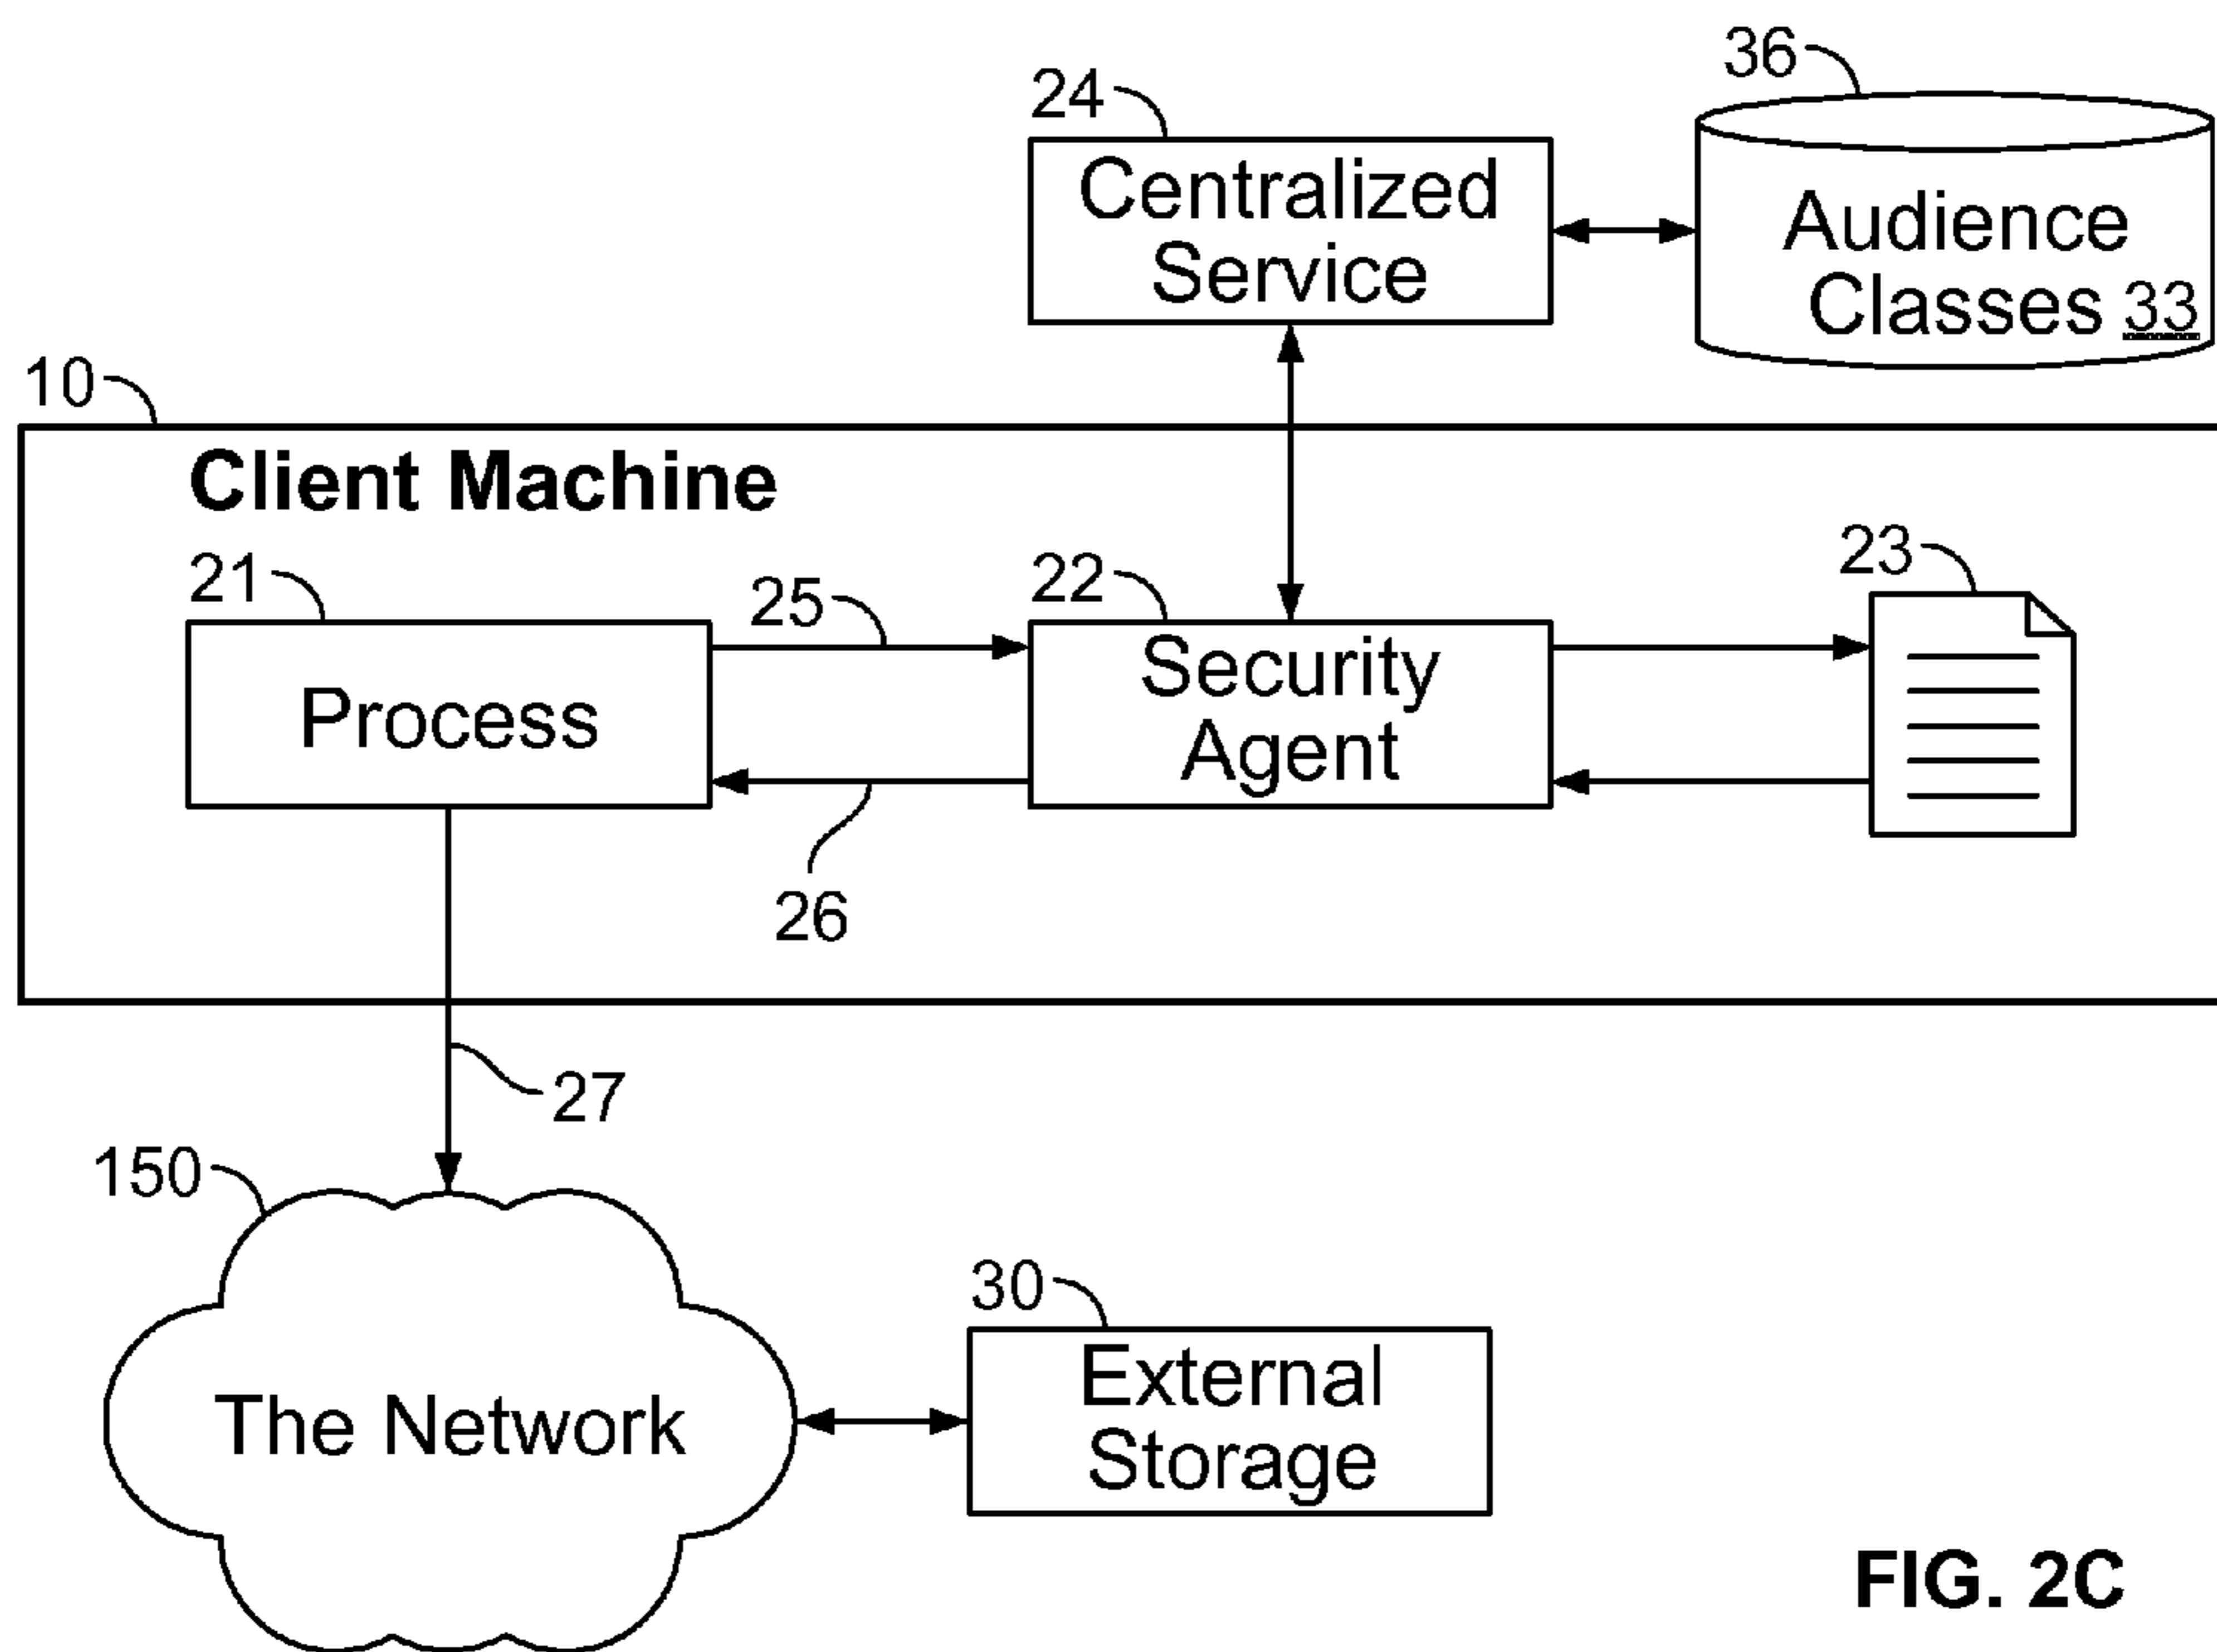 36
24
Centralized
Service
Audience
Classes 33
10
Client Machine
23
21
25
22
Process
Security
Agent
26
27
150
The Network
30
External
Storage
FIG. 2C